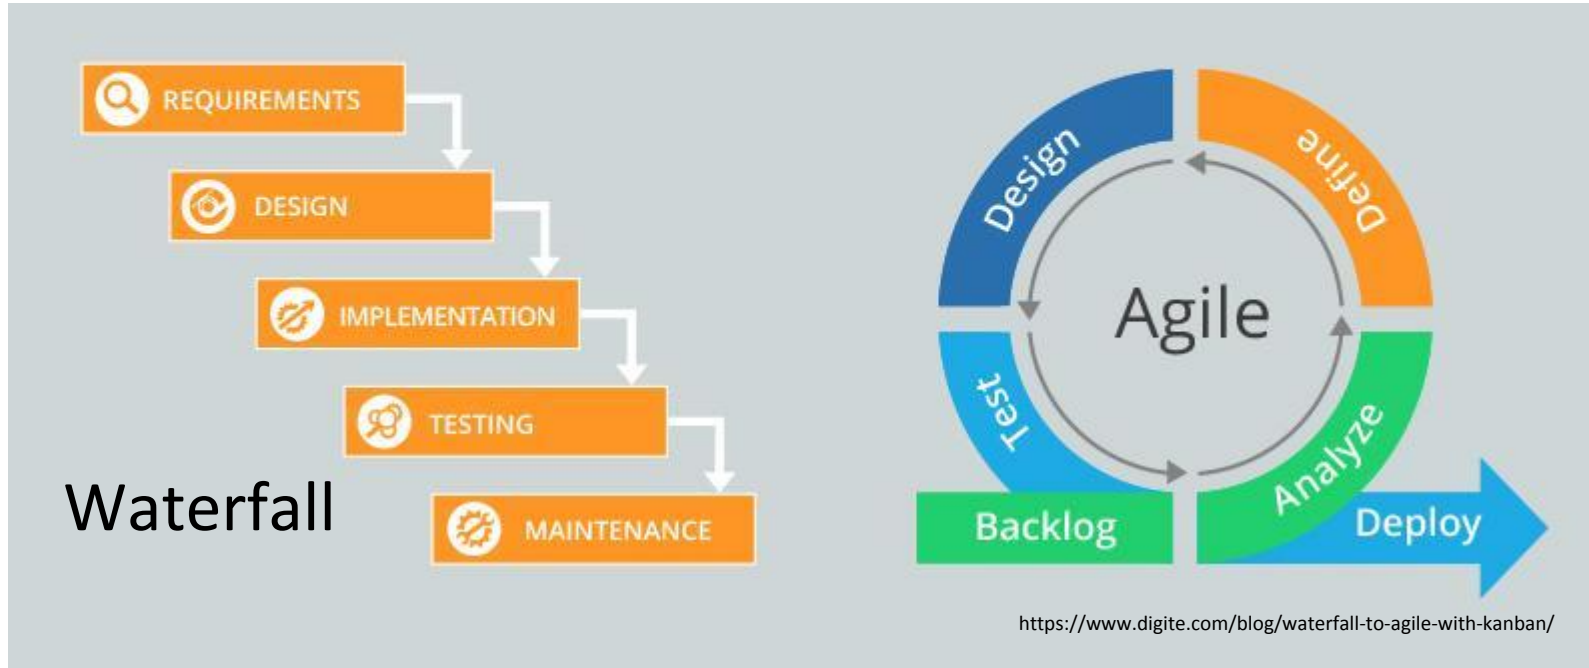 REQUIREMENTS
DESIGN
IMPLEMENTATION
TESTING
MAINTENANCE
Waterfall
Design
Define
Agile
Test
Analyze
Backlog
Deploy
https://www.digite.com/blog/waterfall-to-agile-with-kanban/